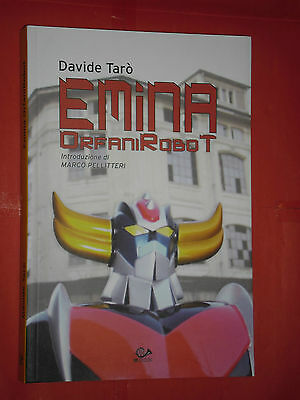 Davide Tarò
EMINA
ORFANIROBOT
Introduzione di
MARCO PELLITTERI